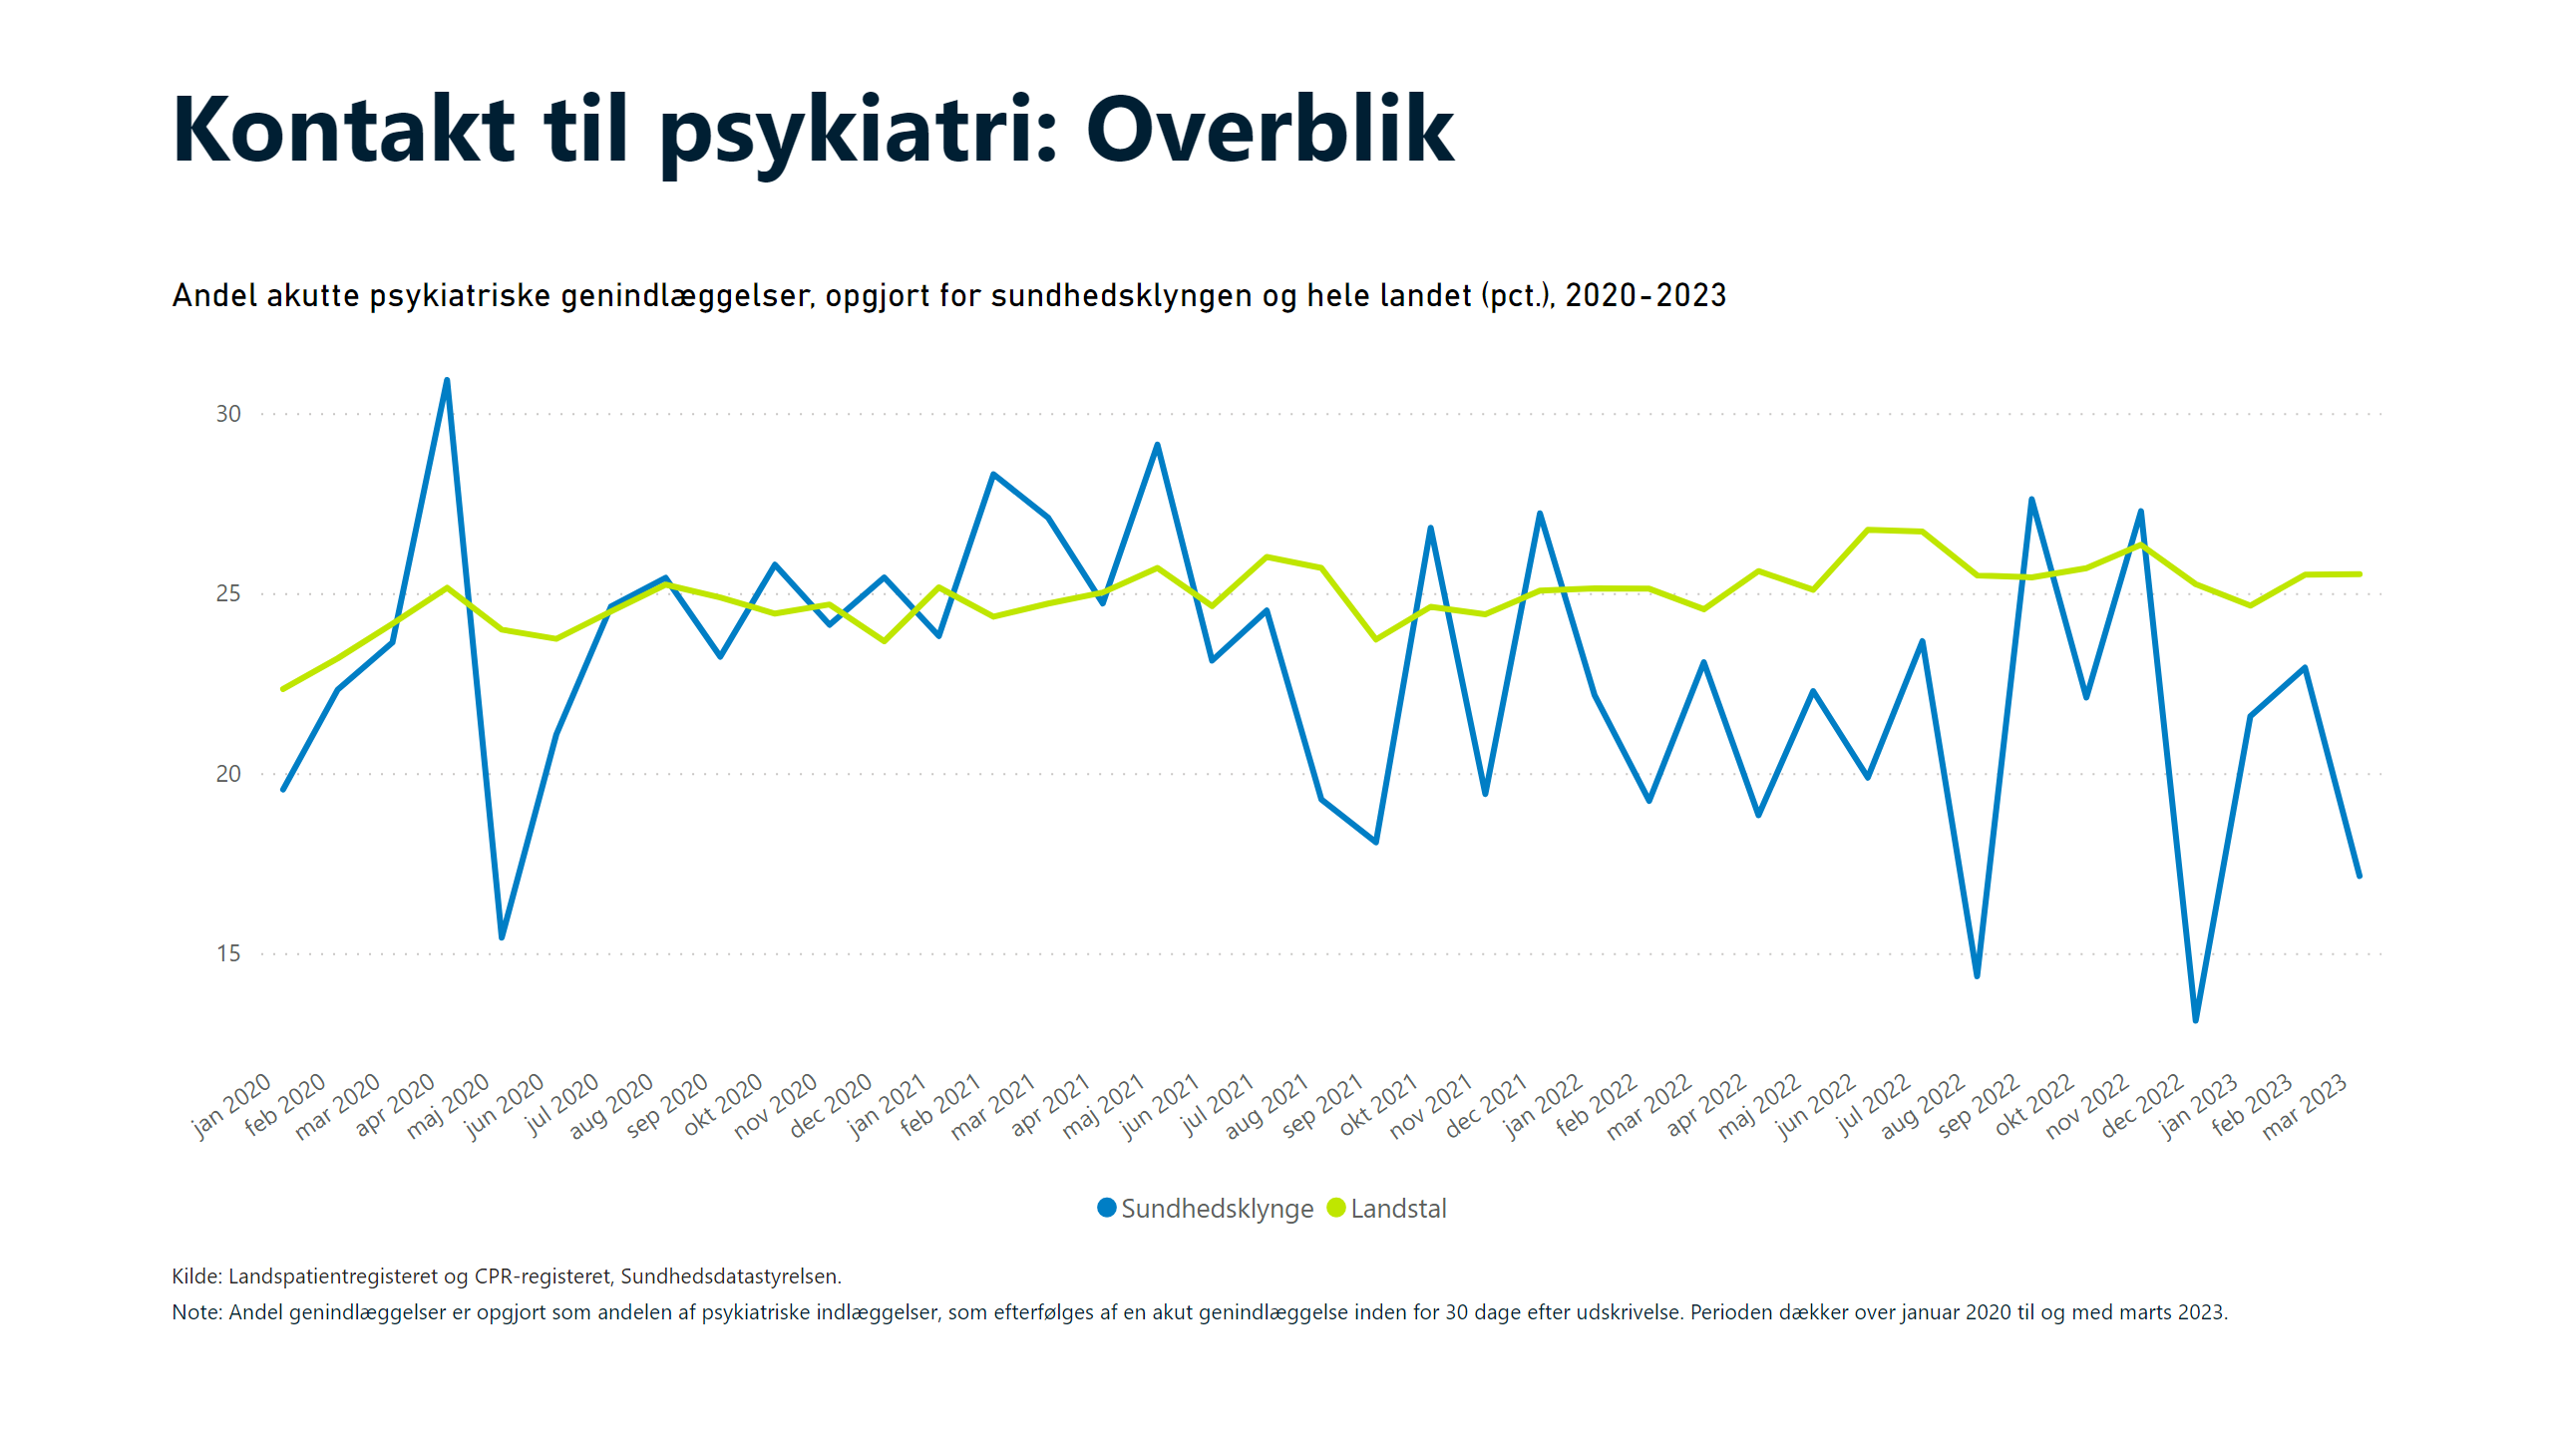 Kontakt til psykiatri: Overblik
Andel akutte psykiatriske genindlæggelser, opgjort for sundhedsklyngen og hele landet (pct.), 2020-2023
30
25
20
15
jan 2020
feb 2020
mar 2020
apr 2020
maj 2020
jun 2020
jul 2020
aug 2020
sep 2020
okt 2020
nov 2020
dec 2020
jan 2021
feb 2021
mar 2021
apr 2021
maj 2021
jun 2021
jul 2021
aug 2021
sep 2021
okt 2021
nov 2021
dec 2021
jan 2022
feb 2022
mar 2022
apr 2022
maj 2022
jun 2022
jul 2022
aug 2022
sep 2022
okt 2022
nov 2022
dec 2022
jan 2023
feb 2023
mar 2023
Sundhedsklynge Landstal
Kilde: Landspatientregisteret og CPR-registeret, Sundhedsdatastyrelsen.
Note: Andel genindlæggelser er opgjort som andelen af psykiatriske indlæggelser, som efterfølges af en akut genindlæggelse inden for 30 dage efter udskrivelse. Perioden dækker over januar 2020 til og med marts 2023.